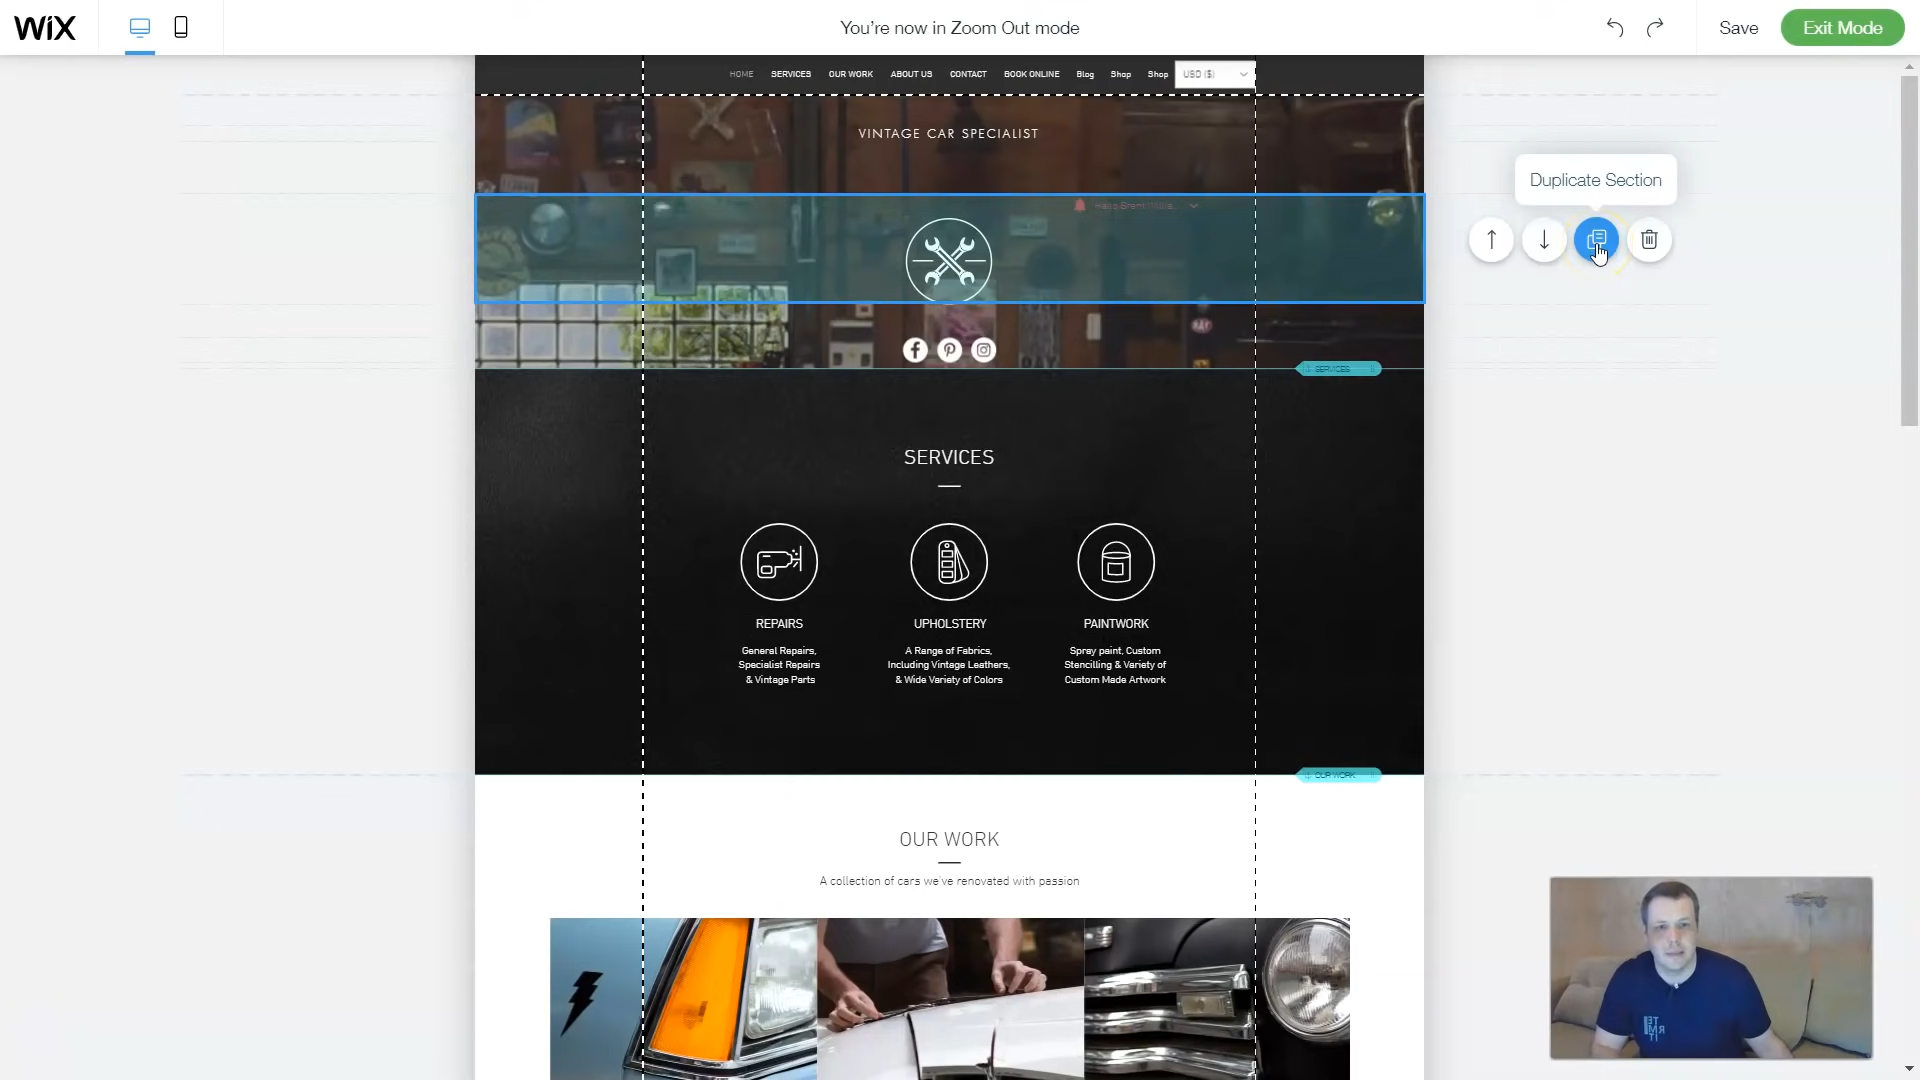 WIX
You're now in Zoom Out mode
Save
Exit Mode
HOME
SERVICES
OUR WORK
ABOUT US
CONTACT
BOOK ONLINE
Blog
Shop
Shop
USD ($)
VINTAGE CAR SPECIALIST
Duplicate Section
SERVICES
SERVICES
REPAIRS
UPHOLSTERY
PAINTWORK
General Repairs,
Specialist Repairs
& Vintage Parts
A Range of Fabrics,
Including Vintage Leathers,
& Wide Variety of Colors
Spray paint, Custom
Stencilling & Variety of
Custom Made Artwork
OUR WORK
OUR WORK
A collection of cars we've renovated with passion